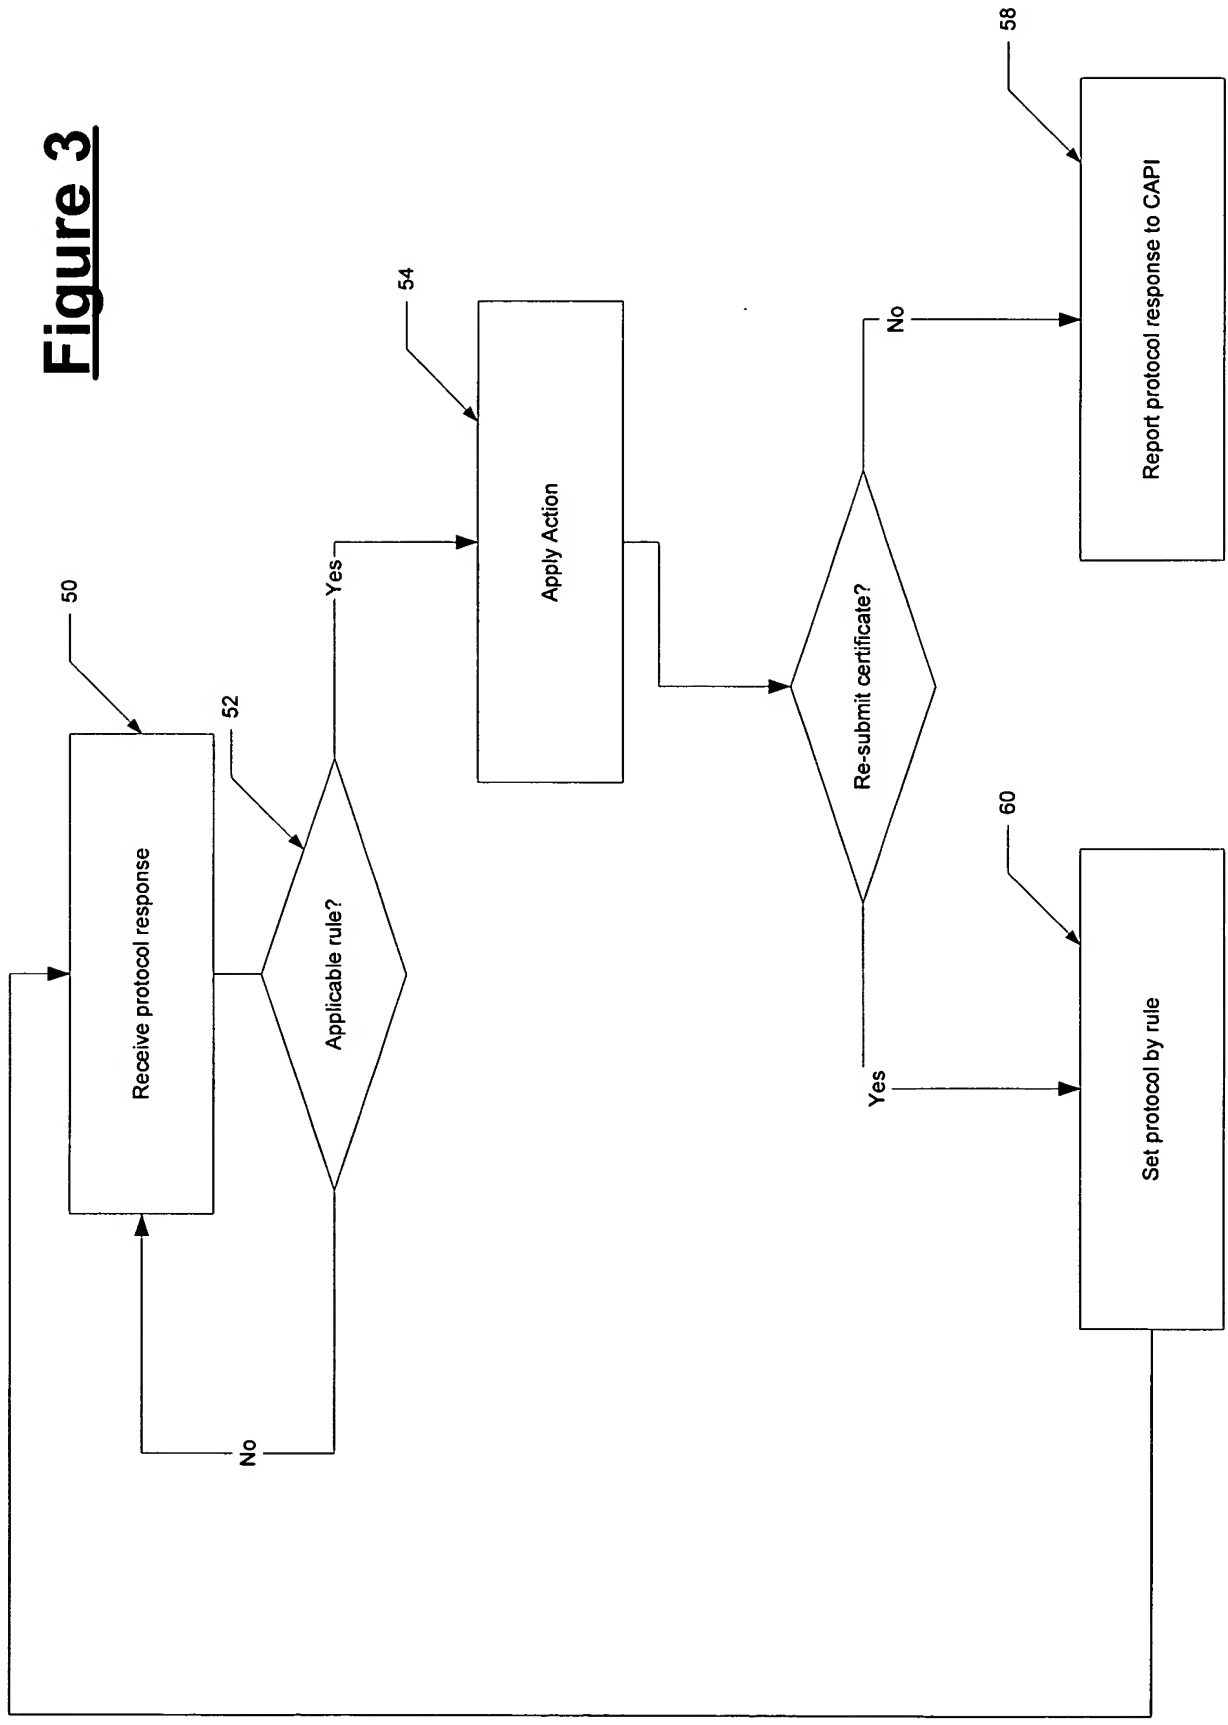 Figure 3
50
Receive protocol response
52
Applicable rule?
No
Yes
54
Apply Action
Re-submit certificate?
Yes
No
60
Set protocol by rule
58
Report protocol response to CAPI